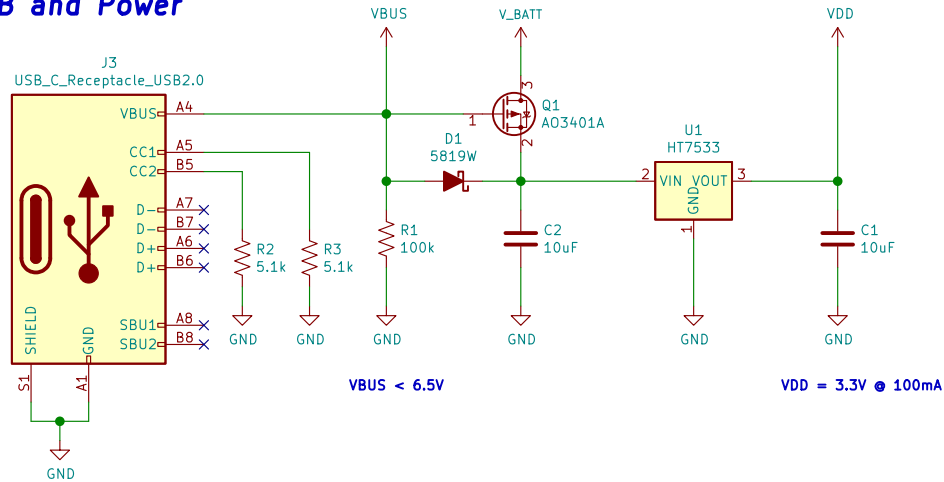 B and Power
VBUS
V_BATT
VDD
J3
USB_C_Receptacle_USB2.0
VBUS
A4
CC1
A5
CC2
B5
D-
A7
D-
B7
D+
A6
D+
B6
SBU1
A8
SBU2
B8
SHIELD
GND
S1
A1
GND
R2
5.1k
GND
R3
5.1k
GND
R1
100k
GND
D1
5819W
1
3
2
Q1
AO3401A
C2
10uF
GND
U1
HT7533
2
VIN
VOUT
3
GND
1
GND
C1
10uF
GND
VBUS < 6.5V
VDD = 3.3V @ 100mA